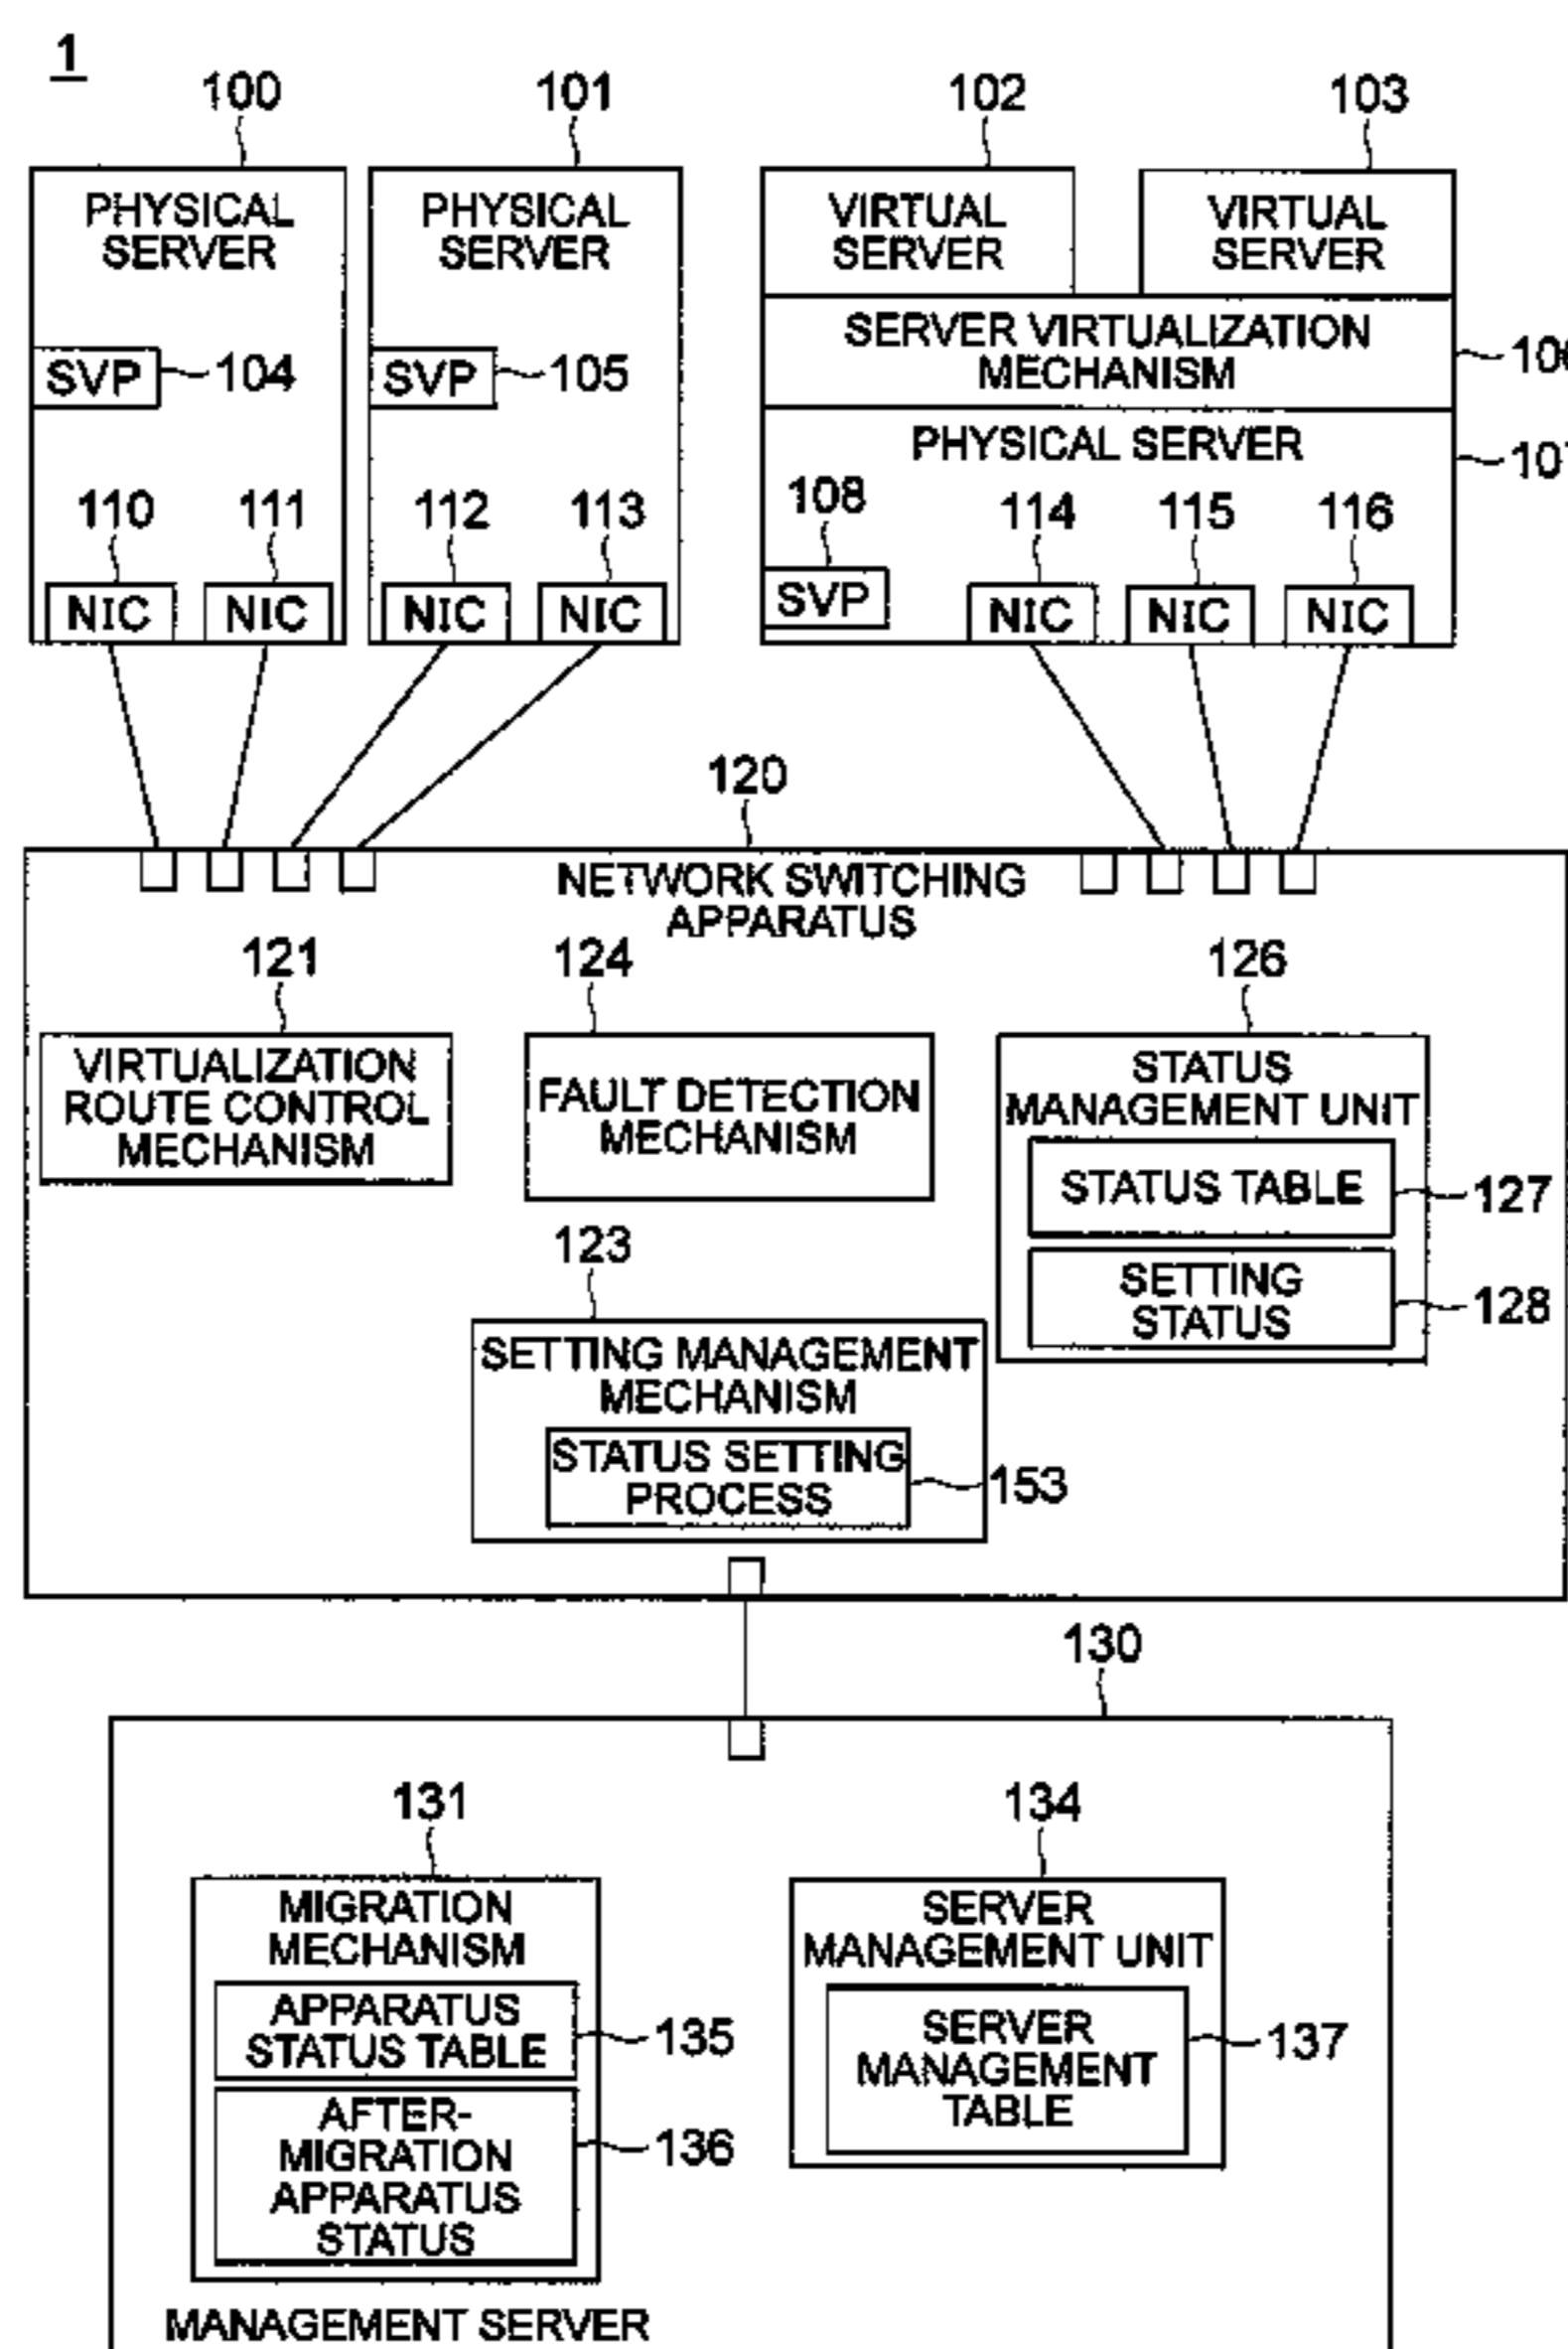 1
100
101
102
103
PHYSICAL
SERVER
PHYSICAL
SERVER
VIRTUAL
SERVER
VIRTUAL
SERVER
SERVER VIRTUALIZATION
MECHANISM
SVP
104
SVP
105
PHYSICAL SERVER
110
111
112
113
108
114
115
116
NIC
NIC
NIC
NIC
SVP
NIC
NIC
NIC
120
NETWORK SWITCHING
APPARATUS
121
124
126
VIRTUALIZATION
ROUTE CONTROL
MECHANISM
FAULT DETECTION
MECHANISM
STATUS
MANAGEMENT UNIT
STATUS TABLE
127
SETTING
STATUS
128
123
SETTING MANAGEMENT
MECHANISM
STATUS SETTING
PROCESS
153
130
131
134
MIGRATION
MECHANISM
APPARATUS
STATUS TABLE
135
AFTER-
MIGRATION
APPARATUS
STATUS
136
SERVER
MANAGEMENT UNIT
SERVER
MANAGEMENT
TABLE
137
MANAGEMENT SERVER